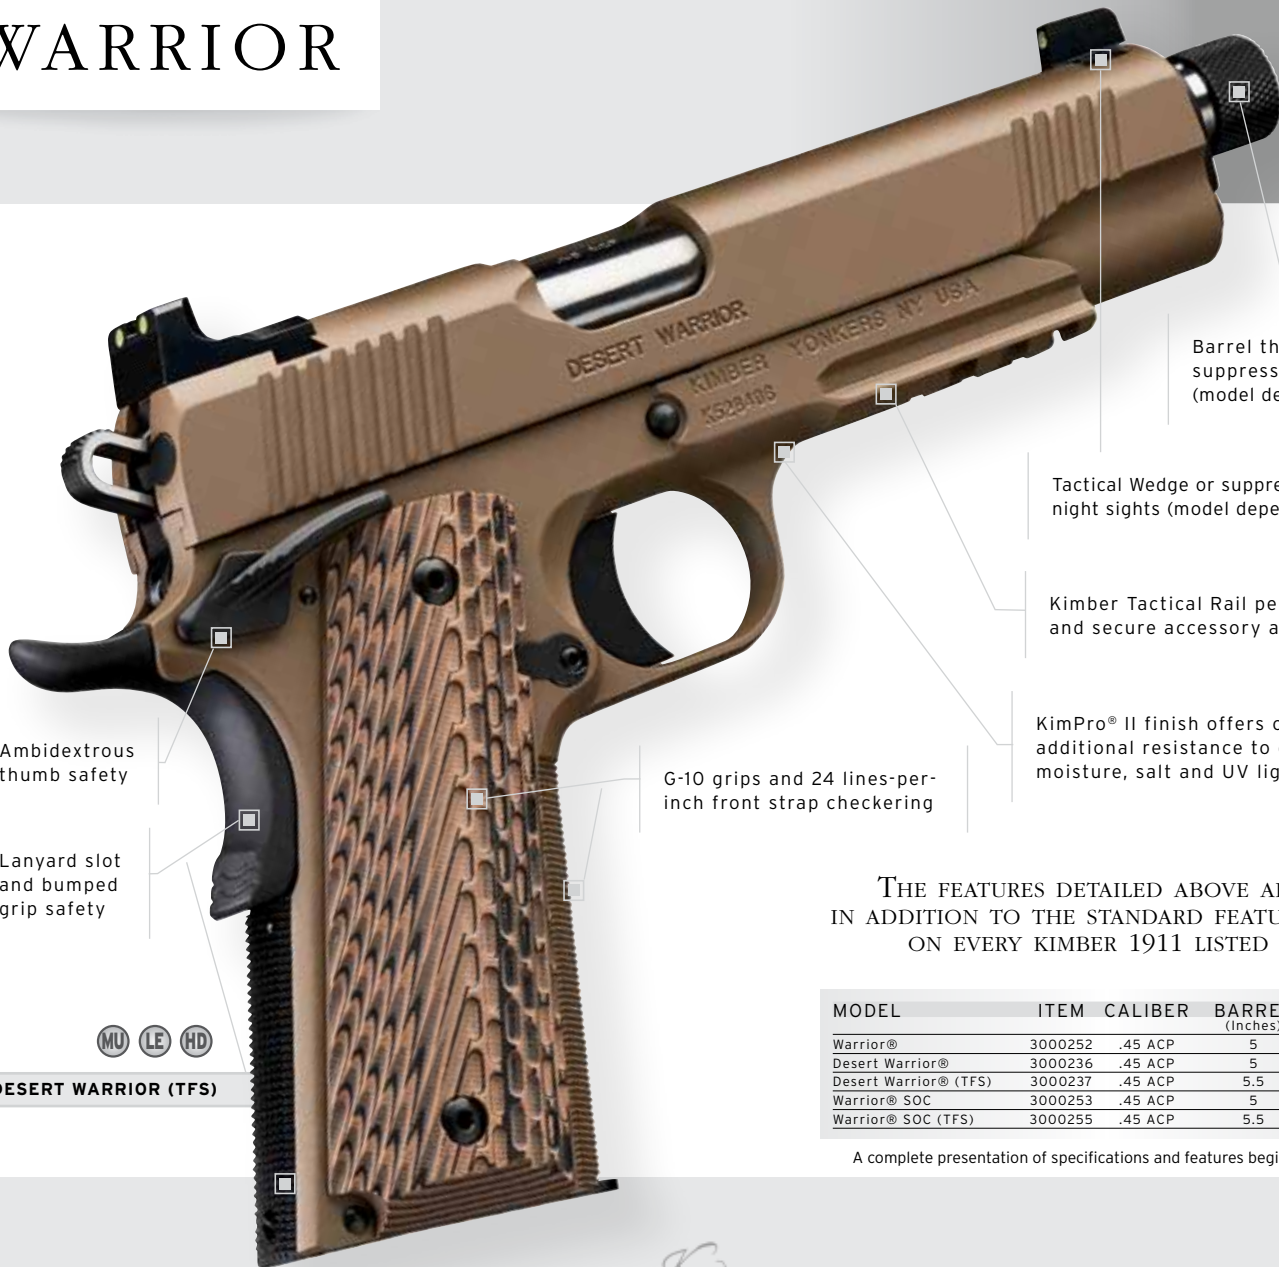 WARRIOR
DESERT WARRIOR
KIMBER YONKERS NY USA
Barrel th
suppress
(model de
Tactical Wedge or suppre
night sights (model depe
Kimber Tactical Rail pe
and secure accessory a
KimPro® II finish offers
additional resistance to
moisture, salt and UV lig
Ambidextrous
thumb safety
G-10 grips and 24 lines-per-
inch front strap checkering
Lanyard slot
and bumped
grip safety
THE FEATURES DETAILED ABOVE A
IN ADDITION TO THE STANDARD FEATU
ON EVERY KIMBER 1911 LISTED
MU LE HD
DESERT WARRIOR (TFS)
MODEL ITEM CALIBER BARRE
(Inches)
Warrior® 3000252 .45 ACP 5
Desert Warrior® 3000236 .45 ACP 5
Desert Warrior® (TFS) 3000237 .45 ACP 5.5
Warrior® SOC 3000253 .45 ACP 5
Warrior® SOC (TFS) 3000255 .45 ACP 5.5
A complete presentation of specifications and features begi